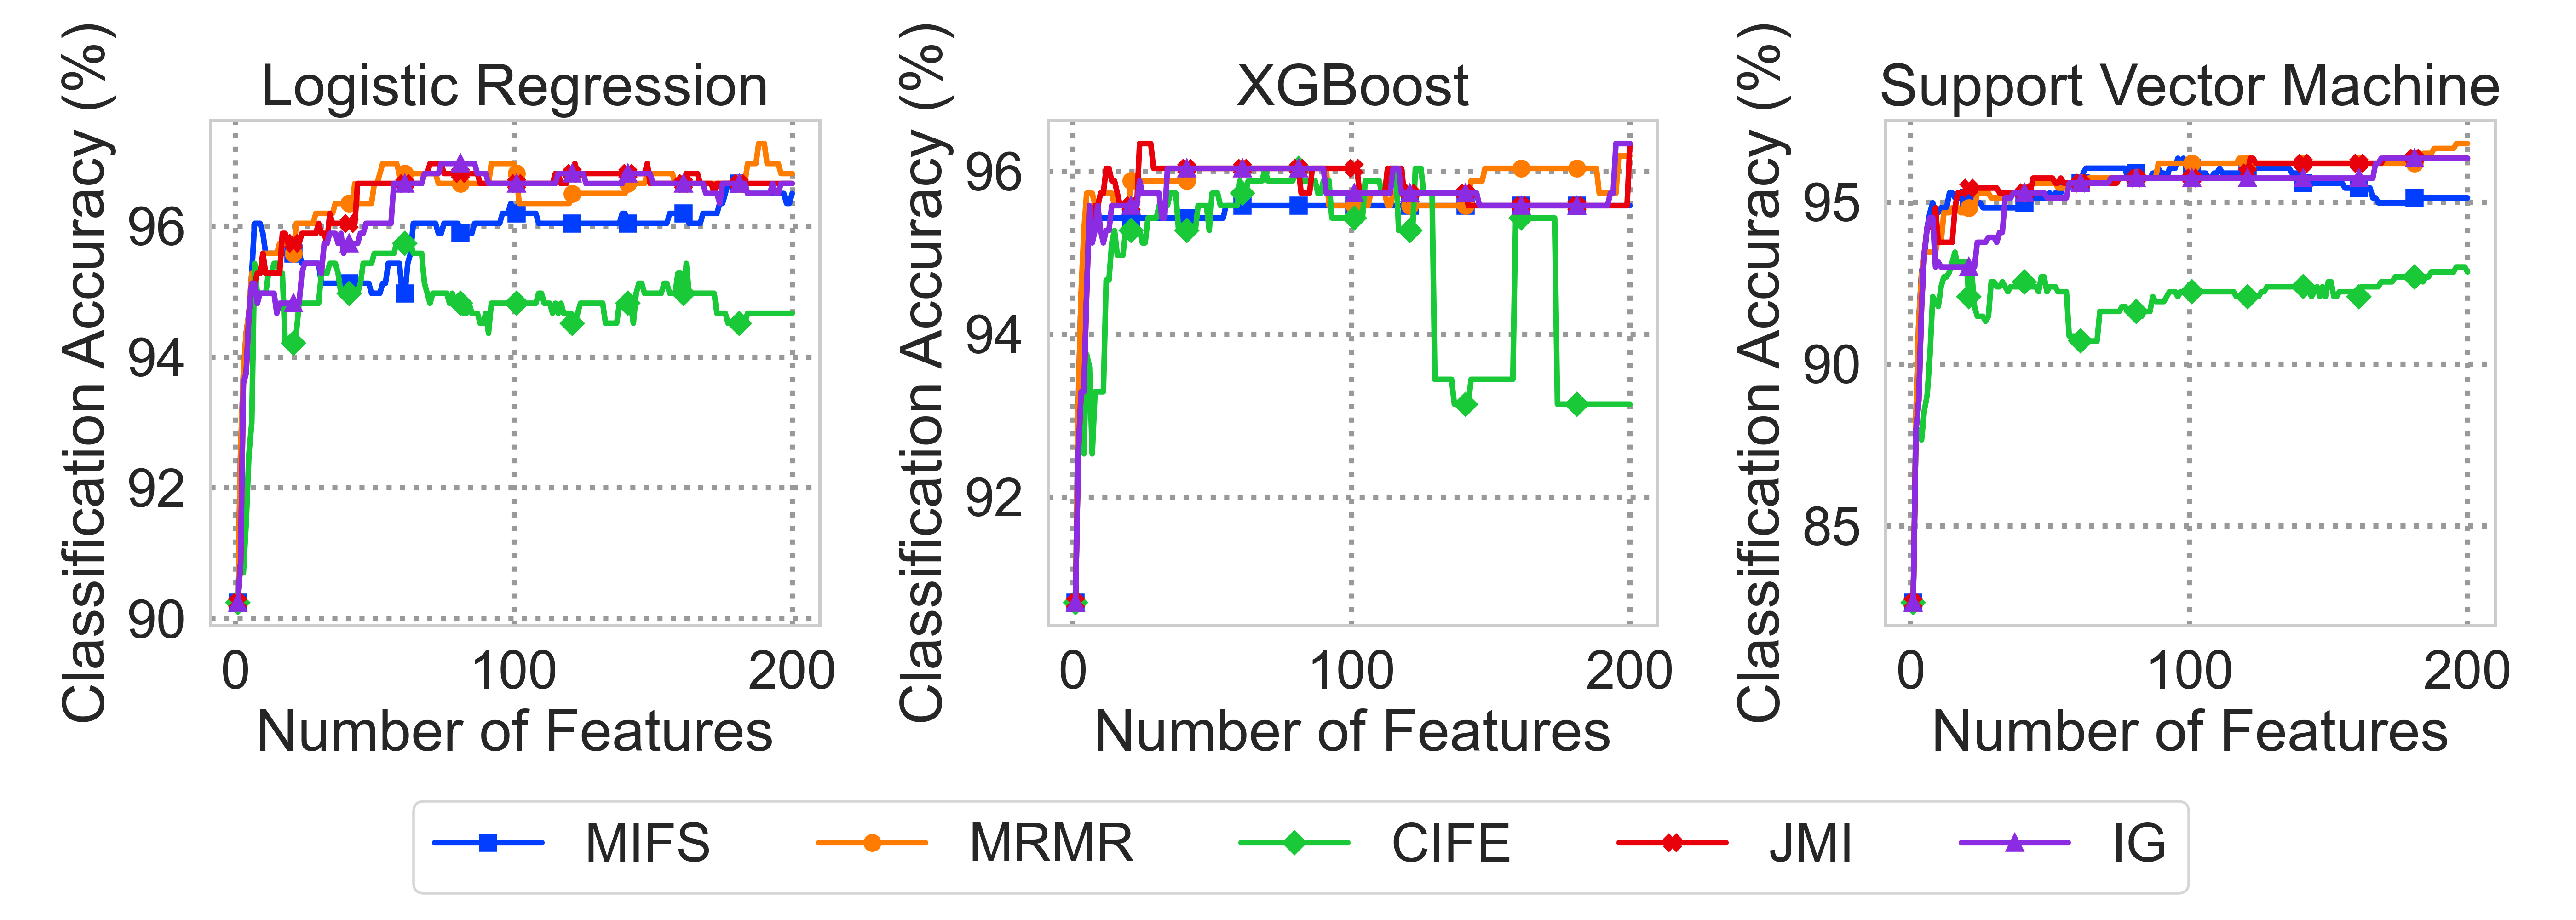 Logistic Regression
Classification Accuracy (%)
96
94
92
90
0 100 200
Number of Features
XGBoost
Classification Accuracy (%)
96
94
92
0 100 200
Number of Features
Support Vector Machine
Classification Accuracy (%)
95
90
85
0 100 200
Number of Features
MIFS MRMR CIFE JMI IG